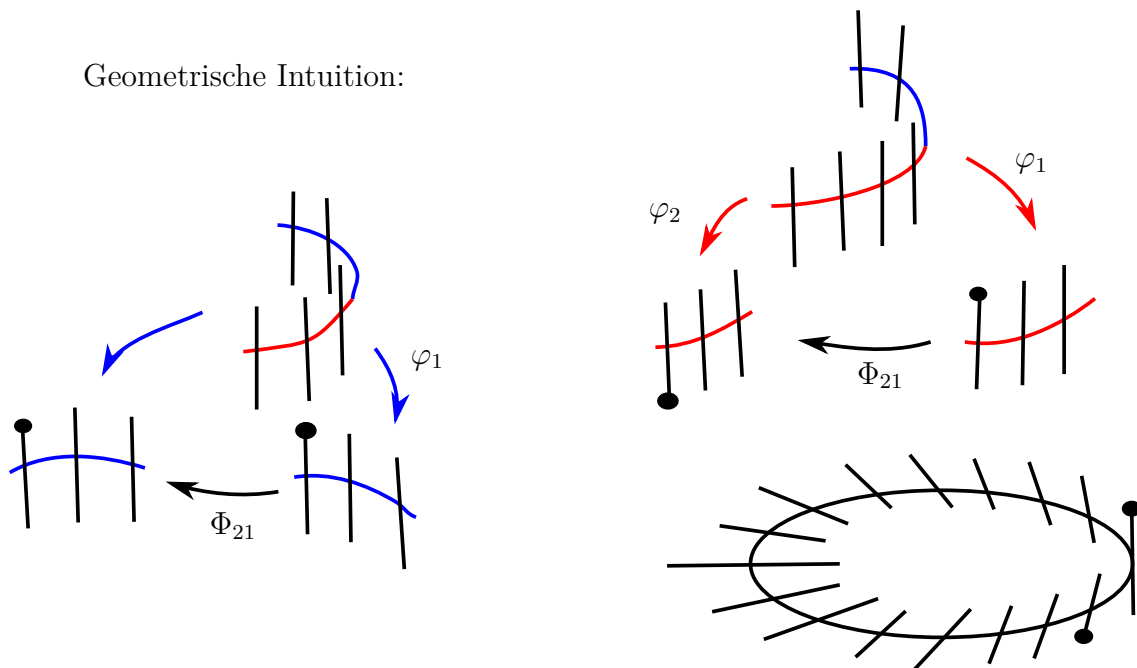 Geometrische Intuition:
φ₁
φ₂
φ₁
Φ₂₁
Φ₂₁